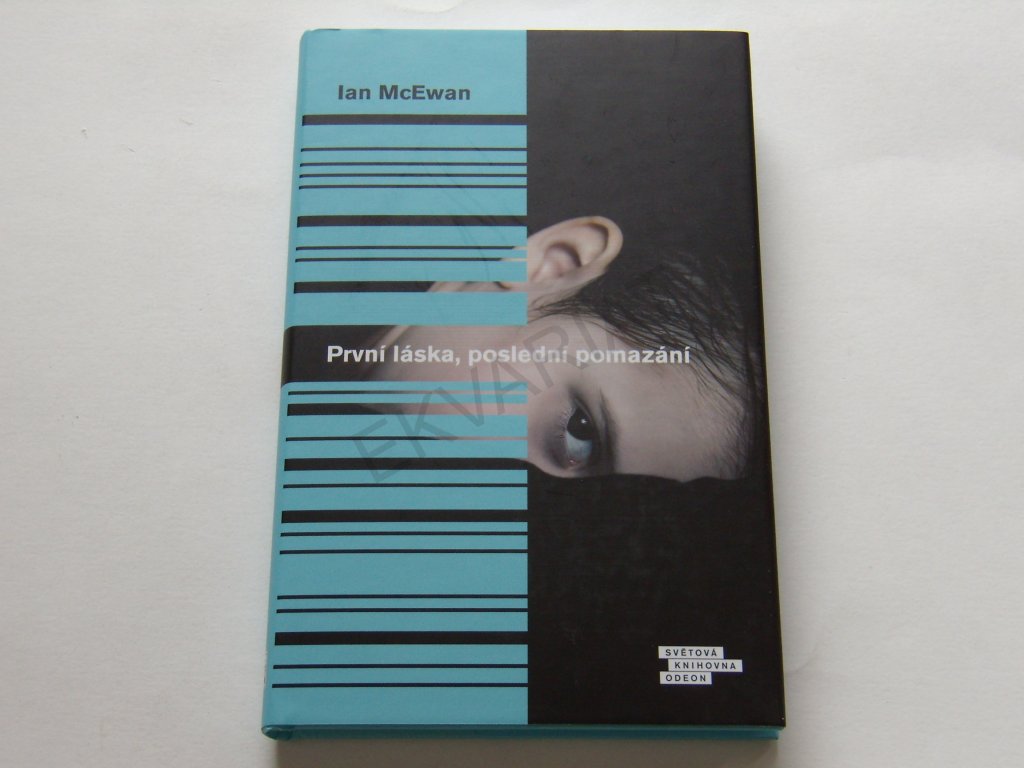 Ian McEwan
První láska, poslední pomazání
SVĚTOVÁ
KNIHOVNA
ODEON